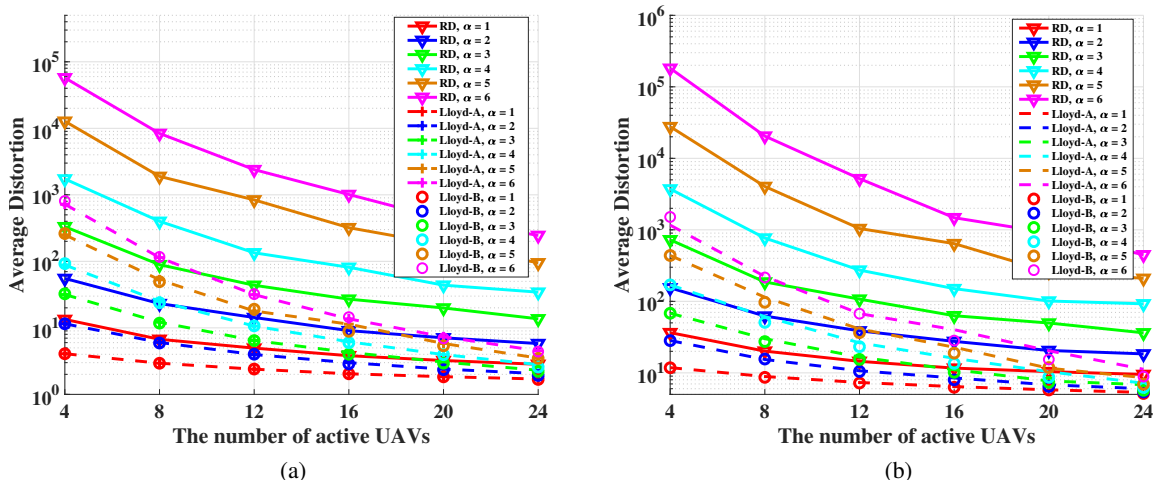 RD, α = 1
RD, α = 2
RD, α = 3
RD, α = 4
RD, α = 5
RD, α = 6
Lloyd-A, α = 1
Lloyd-A, α = 2
Lloyd-A, α = 3
Lloyd-A, α = 4
Lloyd-A, α = 5
Lloyd-A, α = 6
Lloyd-B, α = 1
Lloyd-B, α = 2
Lloyd-B, α = 3
Lloyd-B, α = 4
Lloyd-B, α = 5
Lloyd-B, α = 6
10^5
10^4
10^3
10^2
10^1
10^0
Average Distortion
4 8 12 16 20 24
The number of active UAVs
(a)
RD, α = 1
RD, α = 2
RD, α = 3
RD, α = 4
RD, α = 5
RD, α = 6
Lloyd-A, α = 1
Lloyd-A, α = 2
Lloyd-A, α = 3
Lloyd-A, α = 4
Lloyd-A, α = 5
Lloyd-A, α = 6
Lloyd-B, α = 1
Lloyd-B, α = 2
Lloyd-B, α = 3
Lloyd-B, α = 4
Lloyd-B, α = 5
Lloyd-B, α = 6
10^6
10^5
10^4
10^3
10^2
10^1
Average Distortion
4 8 12 16 20 24
The number of active UAVs
(b)